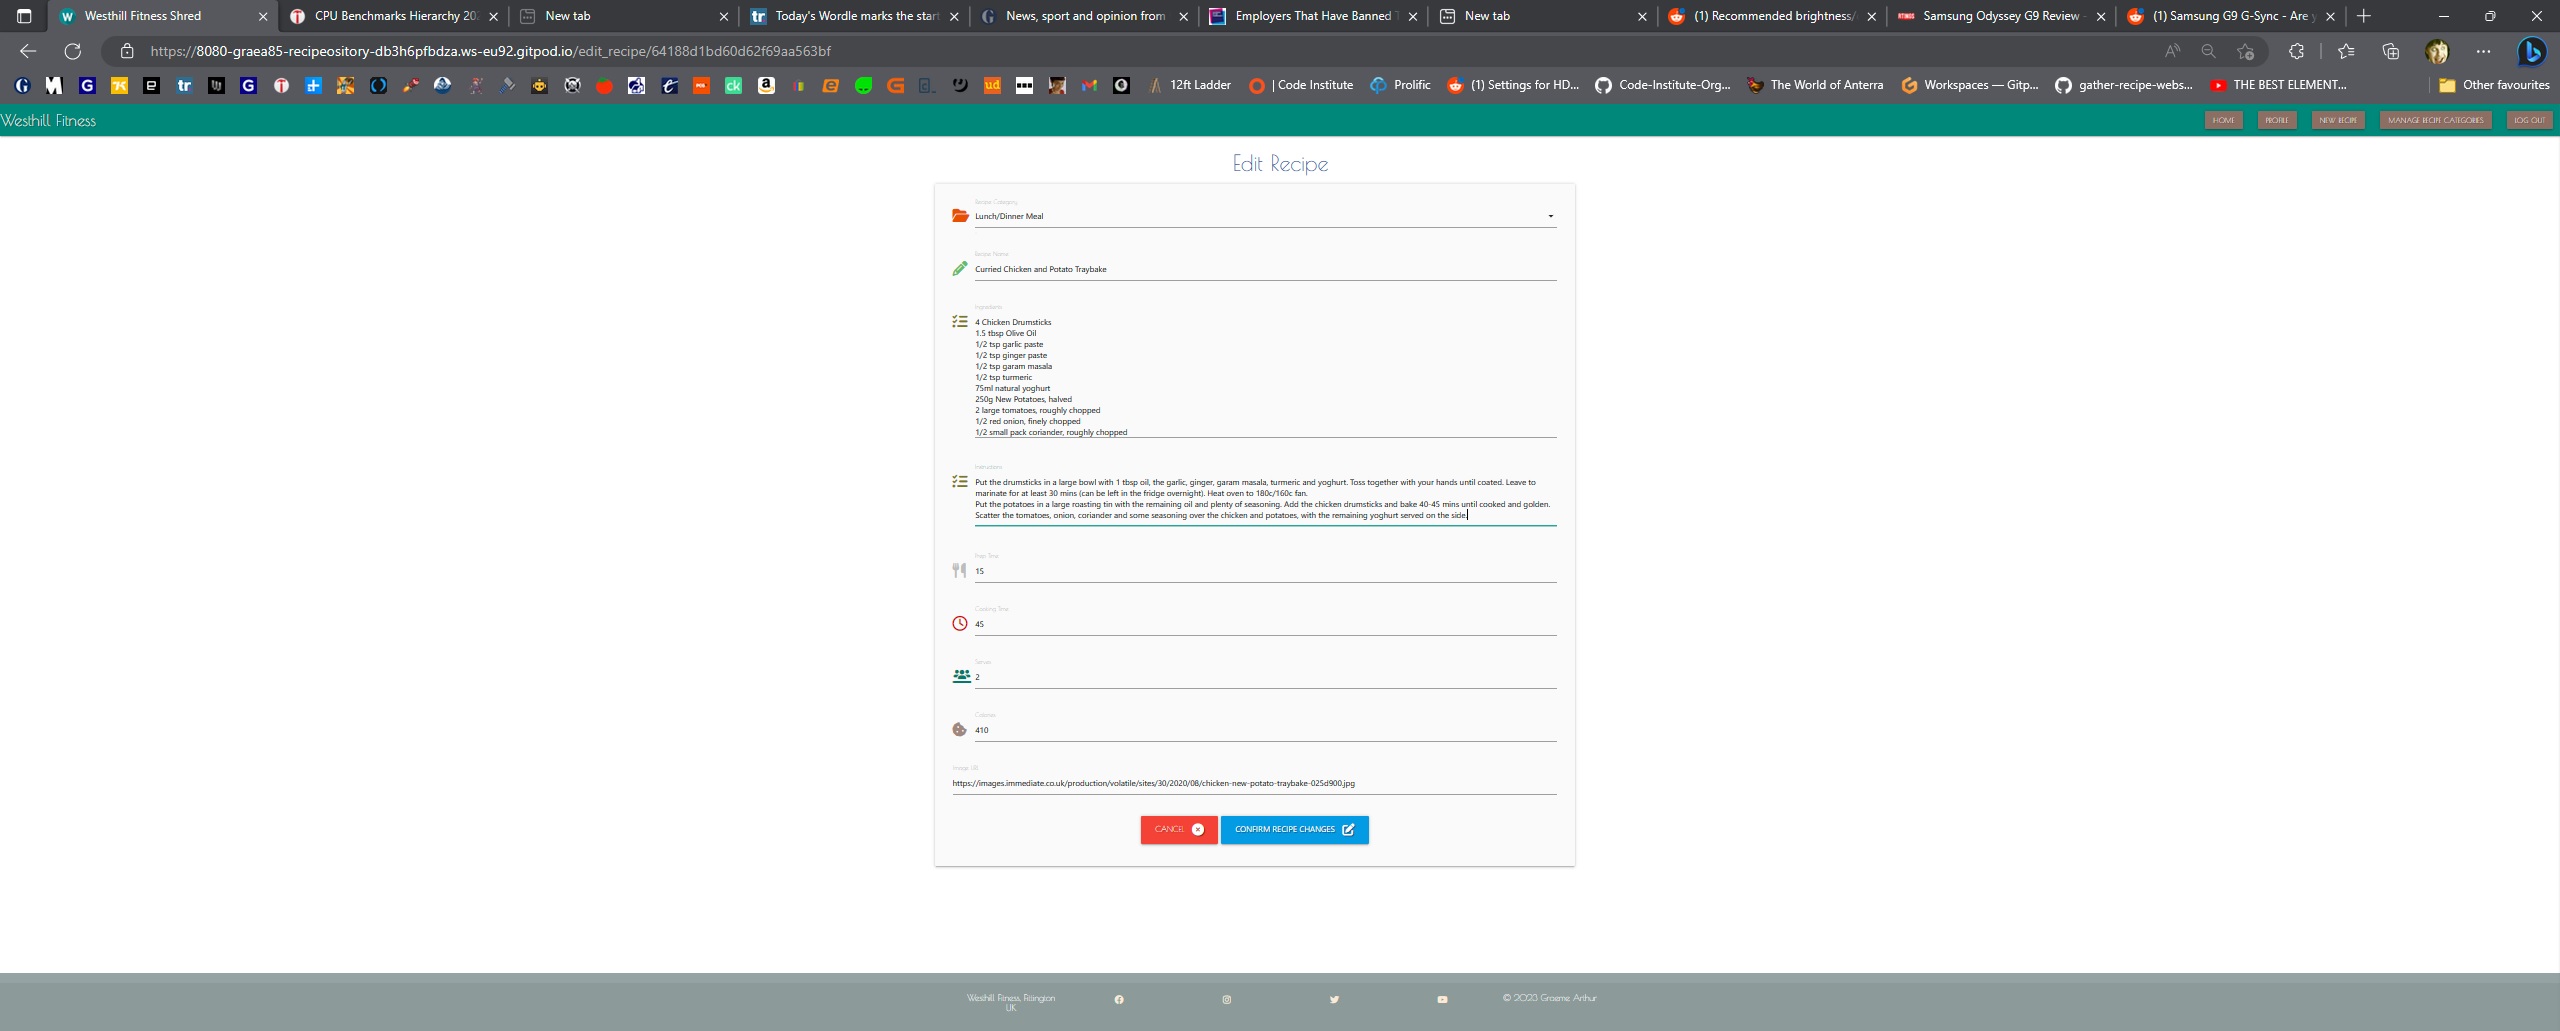 Westhill Fitness Shred
CPU Benchmarks Hierarchy 202
New tab
Today's Wordle marks the start
News, sport and opinion from
Employers That Have Banned
New tab
(1) Recommended brightness/
Samsung Odyssey G9 Review -
(1) Samsung G9 G-Sync - Are y
https://8080-graea85-recipeository-db3h6pfbdza.ws-eu92.gitpod.io/edit_recipe/64188d1bd60d62f69aa563bf
12ft Ladder
| Code Institute
Prolific
(1) Settings for HD...
Code-Institute-Org...
The World of Anterra
Workspaces — Gitp...
gather-recipe-webs...
THE BEST ELEMENT...
Other favourites
Westhill Fitness
HOME
PROFILE
NEW RECIPE
MANAGE RECIPE CATEGORIES
LOG OUT
Edit Recipe
Recipe Category
Lunch/Dinner Meal
Recipe Name
Curried Chicken and Potato Traybake
Ingredients
4 Chicken Drumsticks
1.5 tbsp Olive Oil
1/2 tsp garlic paste
1/2 tsp ginger paste
1/2 tsp garam masala
1/2 tsp turmeric
75ml natural yoghurt
250g New Potatoes, halved
2 large tomatoes, roughly chopped
1/2 red onion, finely chopped
1/2 small pack coriander, roughly chopped
Instructions
Put the drumsticks in a large bowl with 1 tbsp oil, the garlic, ginger, garam masala, turmeric and yoghurt. Toss together with your hands until coated. Leave to
marinate for at least 30 mins (can be left in the fridge overnight). Heat oven to 180c/160c fan.
Put the potatoes in a large roasting tin with the remaining oil and plenty of seasoning. Add the chicken drumsticks and bake 40-45 mins until cooked and golden.
Scatter the tomatoes, onion, coriander and some seasoning over the chicken and potatoes, with the remaining yoghurt served on the side.
Prep Time
15
Cooking Time
45
Serves
2
Calories
410
Image URL
https://images.immediate.co.uk/production/volatile/sites/30/2020/08/chicken-new-potato-traybake-025d900.jpg
CANCEL
CONFIRM RECIPE CHANGES
Westhill Fitness,
UK
© 2023 Graeme Arthur